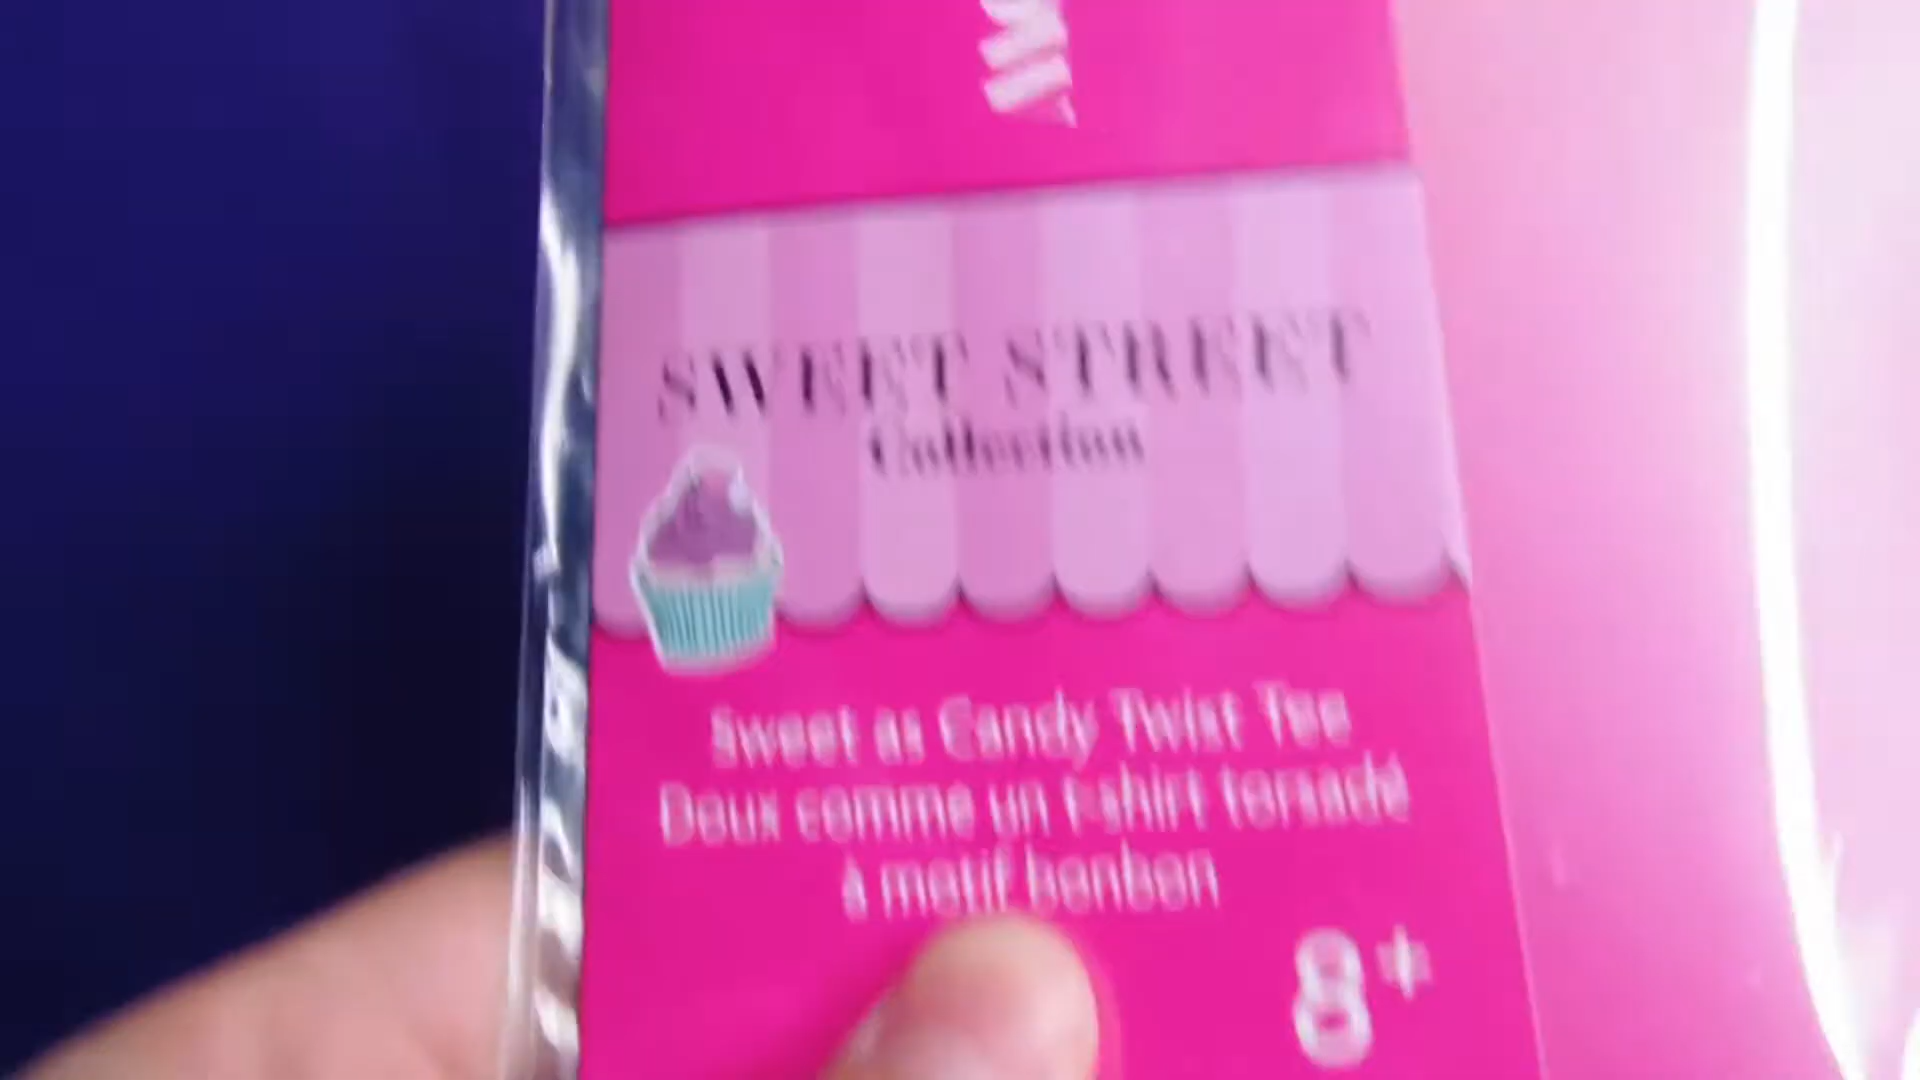 SWEET STREET
Collection
Sweet as Candy Twist Tee
Doux comme un t-shirt torsadé
à motif bonbon
8+